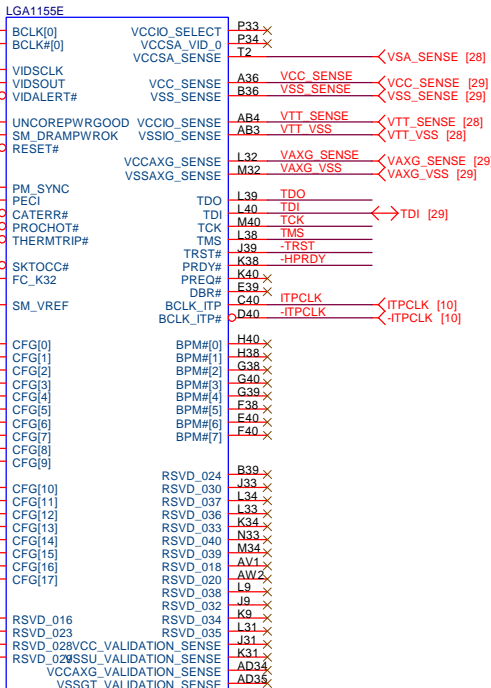 LGA1155E
BCLK[0] VCCIO_SELECT P33
BCLK#[0] VCCSA_VID_0 P34
VCCSA_SENSE T2 VSA_SENSE [28]
VIDSCLK
VIDSOUT VCC_SENSE A36 VCC_SENSE VCC_SENSE [29]
VIDALERT# VSS_SENSE B36 VSS_SENSE VSS_SENSE [29]
UNCOREPWRGOOD VCCIO_SENSE AB4 VTT_SENSE VTT_SENSE [28]
SM_DRAMPWROK VSSIO_SENSE AB3 VTT_VSS VTT_VSS [28]
RESET#
VCCAXG_SENSE L32 VAXG_SENSE VAXG_SENSE [29
VSSAXG_SENSE M32 VAXG_VSS VAXG_VSS [29]
PM_SYNC
PECI TDO L39 TDO
CATERR# TDI L40 TDI TDI [29]
PROCHOT# TCK M40 TCK
THERMTRIP# TMS L38 TMS
TRST# J39 -TRST
SKTOCC# PRDY# K38 -HPRDY
FC_K32 PREQ# K40
DBR# E39
SM_VREF BCLK_ITP C40 ITPCLK ITPCLK [10]
BCLK_ITP# D40 -ITPCLK -ITPCLK [10]
CFG[0] BPM#[0] H40
CFG[1] BPM#[1] H38
CFG[2] BPM#[2] G38
CFG[3] BPM#[3] G40
CFG[4] BPM#[4] G39
CFG[5] BPM#[5] F38
CFG[6] BPM#[6] E40
CFG[7] BPM#[7] F40
CFG[8]
CFG[9]
RSVD_024 B39
CFG[10] RSVD_030 J33
CFG[11] RSVD_037 L34
CFG[12] RSVD_036 L33
CFG[13] RSVD_033 K34
CFG[14] RSVD_040 N33
CFG[15] RSVD_039 M34
CFG[16] RSVD_018 AV1
CFG[17] RSVD_020 AW2
RSVD_038 L9
RSVD_032 J9
RSVD_016 RSVD_034 K9
RSVD_023 RSVD_035 L31
RSVD_028 VCC_VALIDATION_SENSE J31
RSVD_029 VSSU_VALIDATION_SENSE K31
VCCAXG_VALIDATION_SENSE AD34
VSSGT_VALIDATION_SENSE AD35